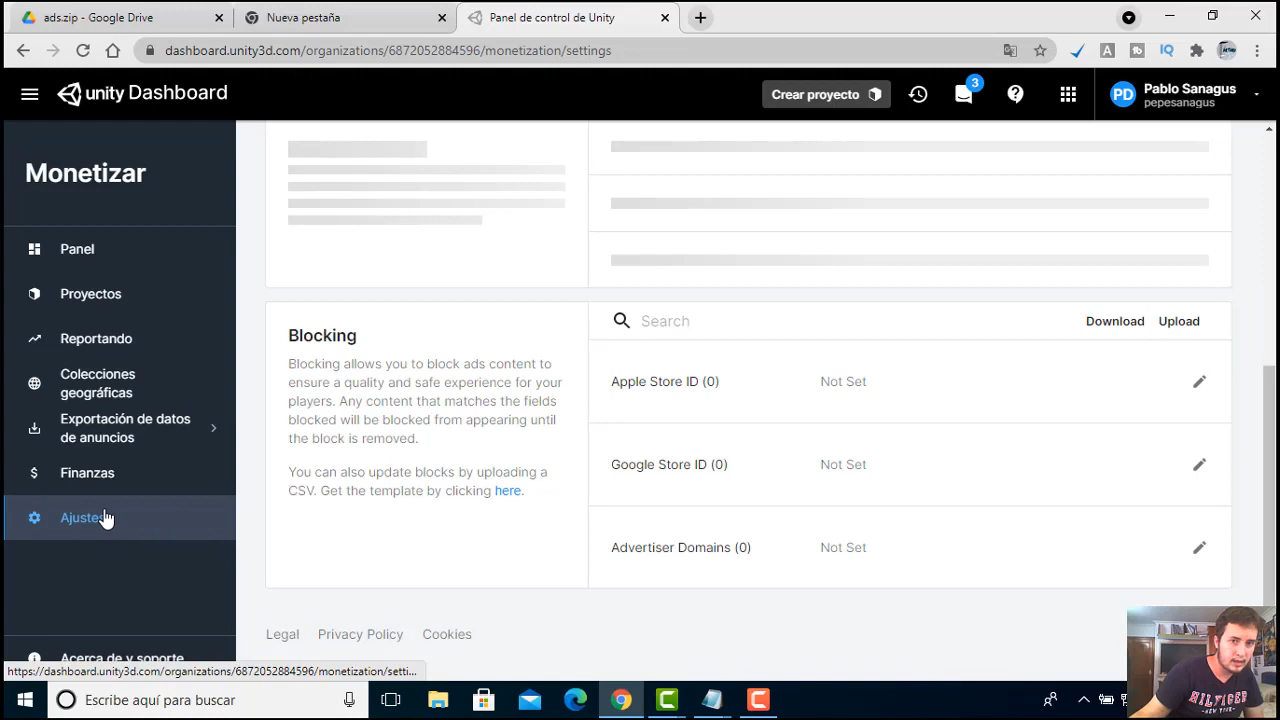 ads.zip - Google Drive
Nueva pestaña
Panel de control de Unity
dashboard.unity3d.com/organizations/6872052884596/monetization/settings
unity Dashboard
Crear proyecto
3
PD
Pablo Sanagus
pepesanagus
Monetizar
Panel
Proyectos
Reportando
Colecciones
geográficas
Exportación de datos
de anuncios
Finanzas
Ajustes
Acerca de y soporte
Blocking
Blocking allows you to block ads content to
ensure a quality and safe experience for your
players. Any content that matches the fields
blocked will be blocked from appearing until
the block is removed.
You can also update blocks by uploading a
CSV. Get the template by clicking here.
Search
Download
Upload
Apple Store ID (0)
Not Set
Google Store ID (0)
Not Set
Advertiser Domains (0)
Not Set
Legal
Privacy Policy
Cookies
https://dashboard.unity3d.com/organizations/6872052884596/monetization/setti...
Escribe aquí para buscar
HILFIGER
NEW YORK